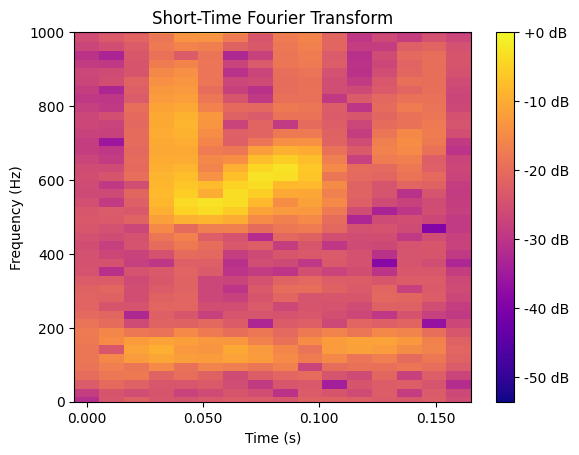 Short-Time Fourier Transform
Frequency (Hz)
1000
800
600
400
200
0
0.000
0.050
0.100
0.150
Time (s)
+0 dB
-10 dB
-20 dB
-30 dB
-40 dB
-50 dB